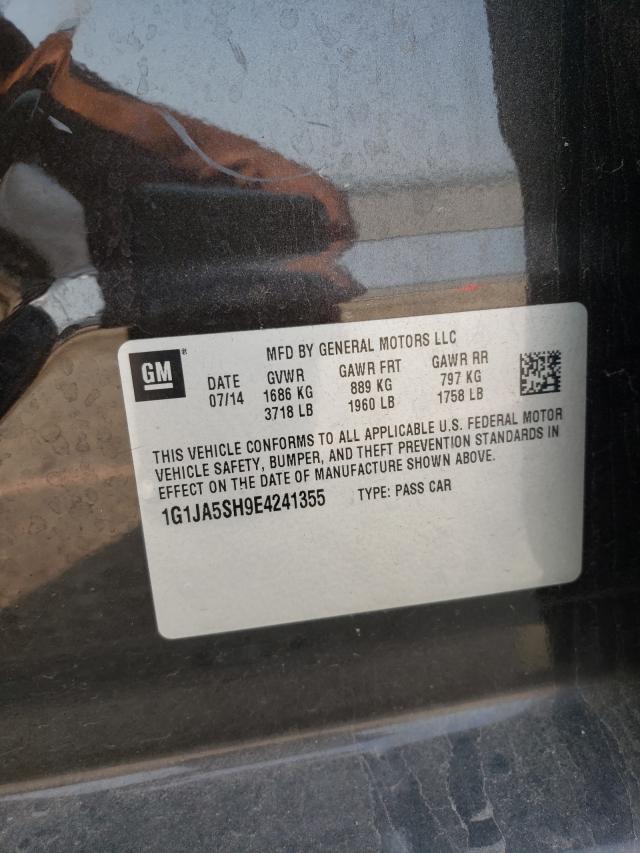 MFD BY GENERAL MOTORS LLC
GM ®
DATE GVWR GAWR FRT GAWR RR
07/14 1686 KG 889 KG 797 KG
3718 LB 1960 LB 1758 LB
THIS VEHICLE CONFORMS TO ALL APPLICABLE U.S. FEDERAL MOTOR
VEHICLE SAFETY, BUMPER, AND THEFT PREVENTION STANDARDS IN
EFFECT ON THE DATE OF MANUFACTURE SHOWN ABOVE.
1G1JA5SH9E4241355 TYPE: PASS CAR